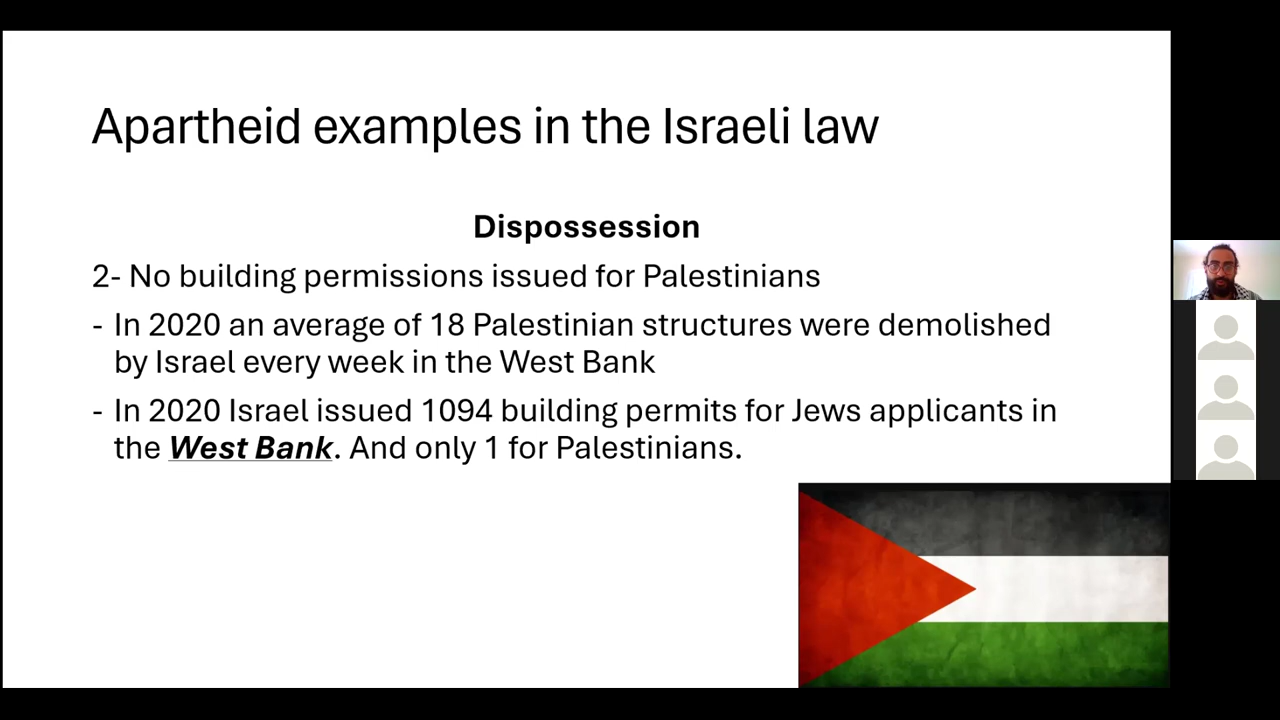 Apartheid examples in the Israeli law
Dispossession
2- No building permissions issued for Palestinians
- In 2020 an average of 18 Palestinian structures were demolished
by Israel every week in the West Bank
- In 2020 Israel issued 1094 building permits for Jews applicants in
the West Bank. And only 1 for Palestinians.